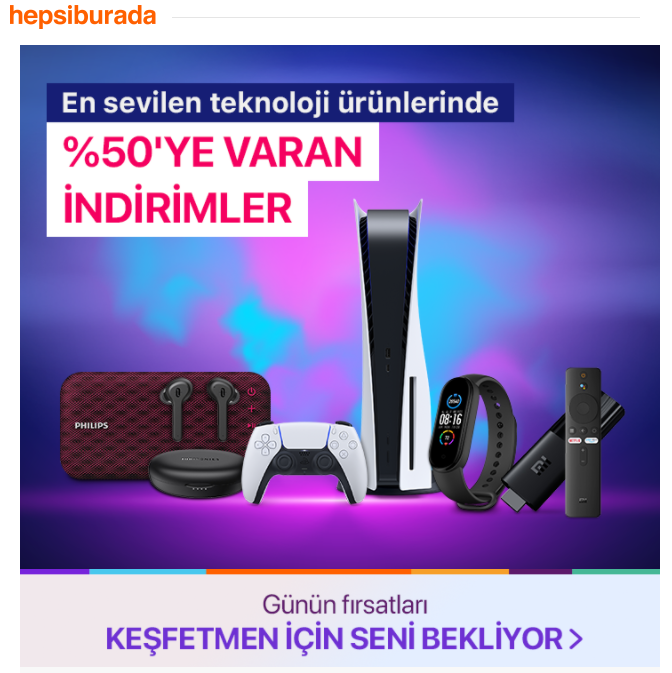 hepsiburada
En sevilen teknoloji ürünlerinde
%50'YE VARAN
İNDİRİMLER
PHILIPS
08:16
Günün fırsatları
KEŞFETMEN İÇİN SENİ BEKLİYOR >